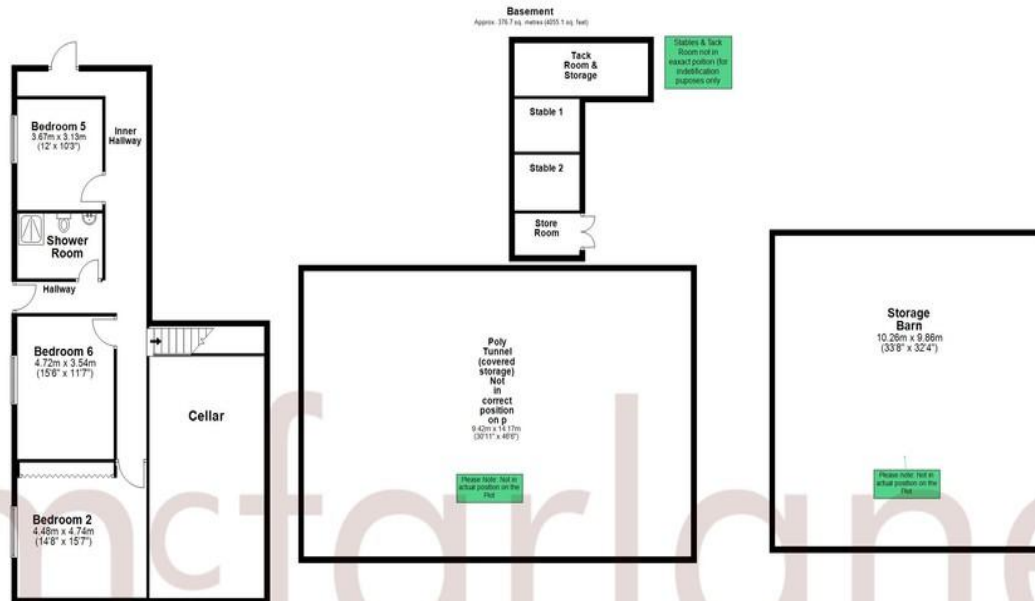 Basement
Approx. 376.7 sq. metres (4055.1 sq. feet)
Tack
Room &
Storage
Stables & Tack
Room not in
eaxact poition (for
indetification
puposes only
Stable 1
Stable 2
Store
Room
Bedroom 5
3.67m x 3.13m
(12' x 10'3")
Inner
Hallway
Shower
Room
Hallway
Bedroom 6
4.72m x 3.54m
(15'6" x 11'7")
Cellar
Bedroom 2
4.48m x 4.74m
(14'8" x 15'7")
Poly
Tunnel
(covered
storage)
Not
in
correct
position
on p
9.42m x 14.17m
(30'11" x 46'6")
Please Note: Not in
actual position on the
Plot
Storage
Barn
10.26m x 9.86m
(33'8" x 32'4")
Please note: Not in
actual position on the
Plot
mcfarlane